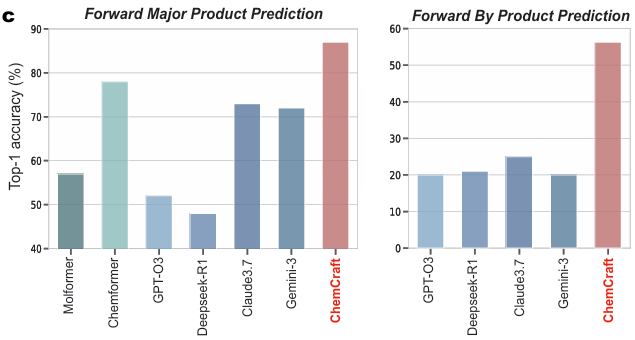 c
Forward Major Product Prediction
Top-1 accuracy (%)
90
80
70
60
50
40
Molformer
Chemformer
GPT-O3
Deepseek-R1
Claude3.7
Gemini-3
ChemCraft
Forward By Product Prediction
60
50
40
30
20
10
0
GPT-O3
Deepseek-R1
Claude3.7
Gemini-3
ChemCraft